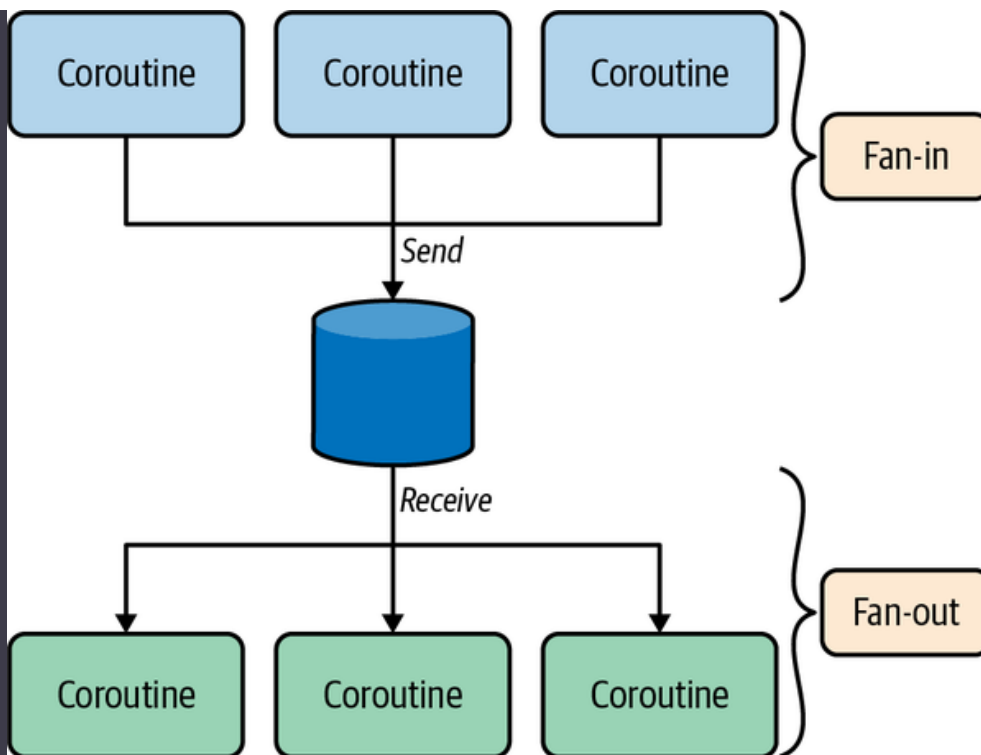 Coroutine
Coroutine
Coroutine
Fan-in
Send
Receive
Fan-out
Coroutine
Coroutine
Coroutine